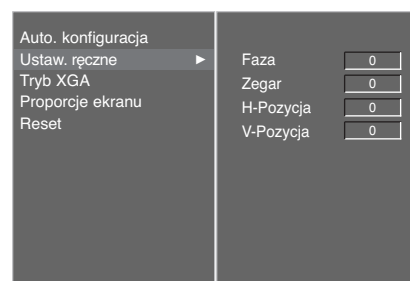 Auto. konfiguracja
Ustaw. ręczne ►
Tryb XGA
Proporcje ekranu
Reset
Faza 0
Zegar 0
H-Pozycja 0
V-Pozycja 0